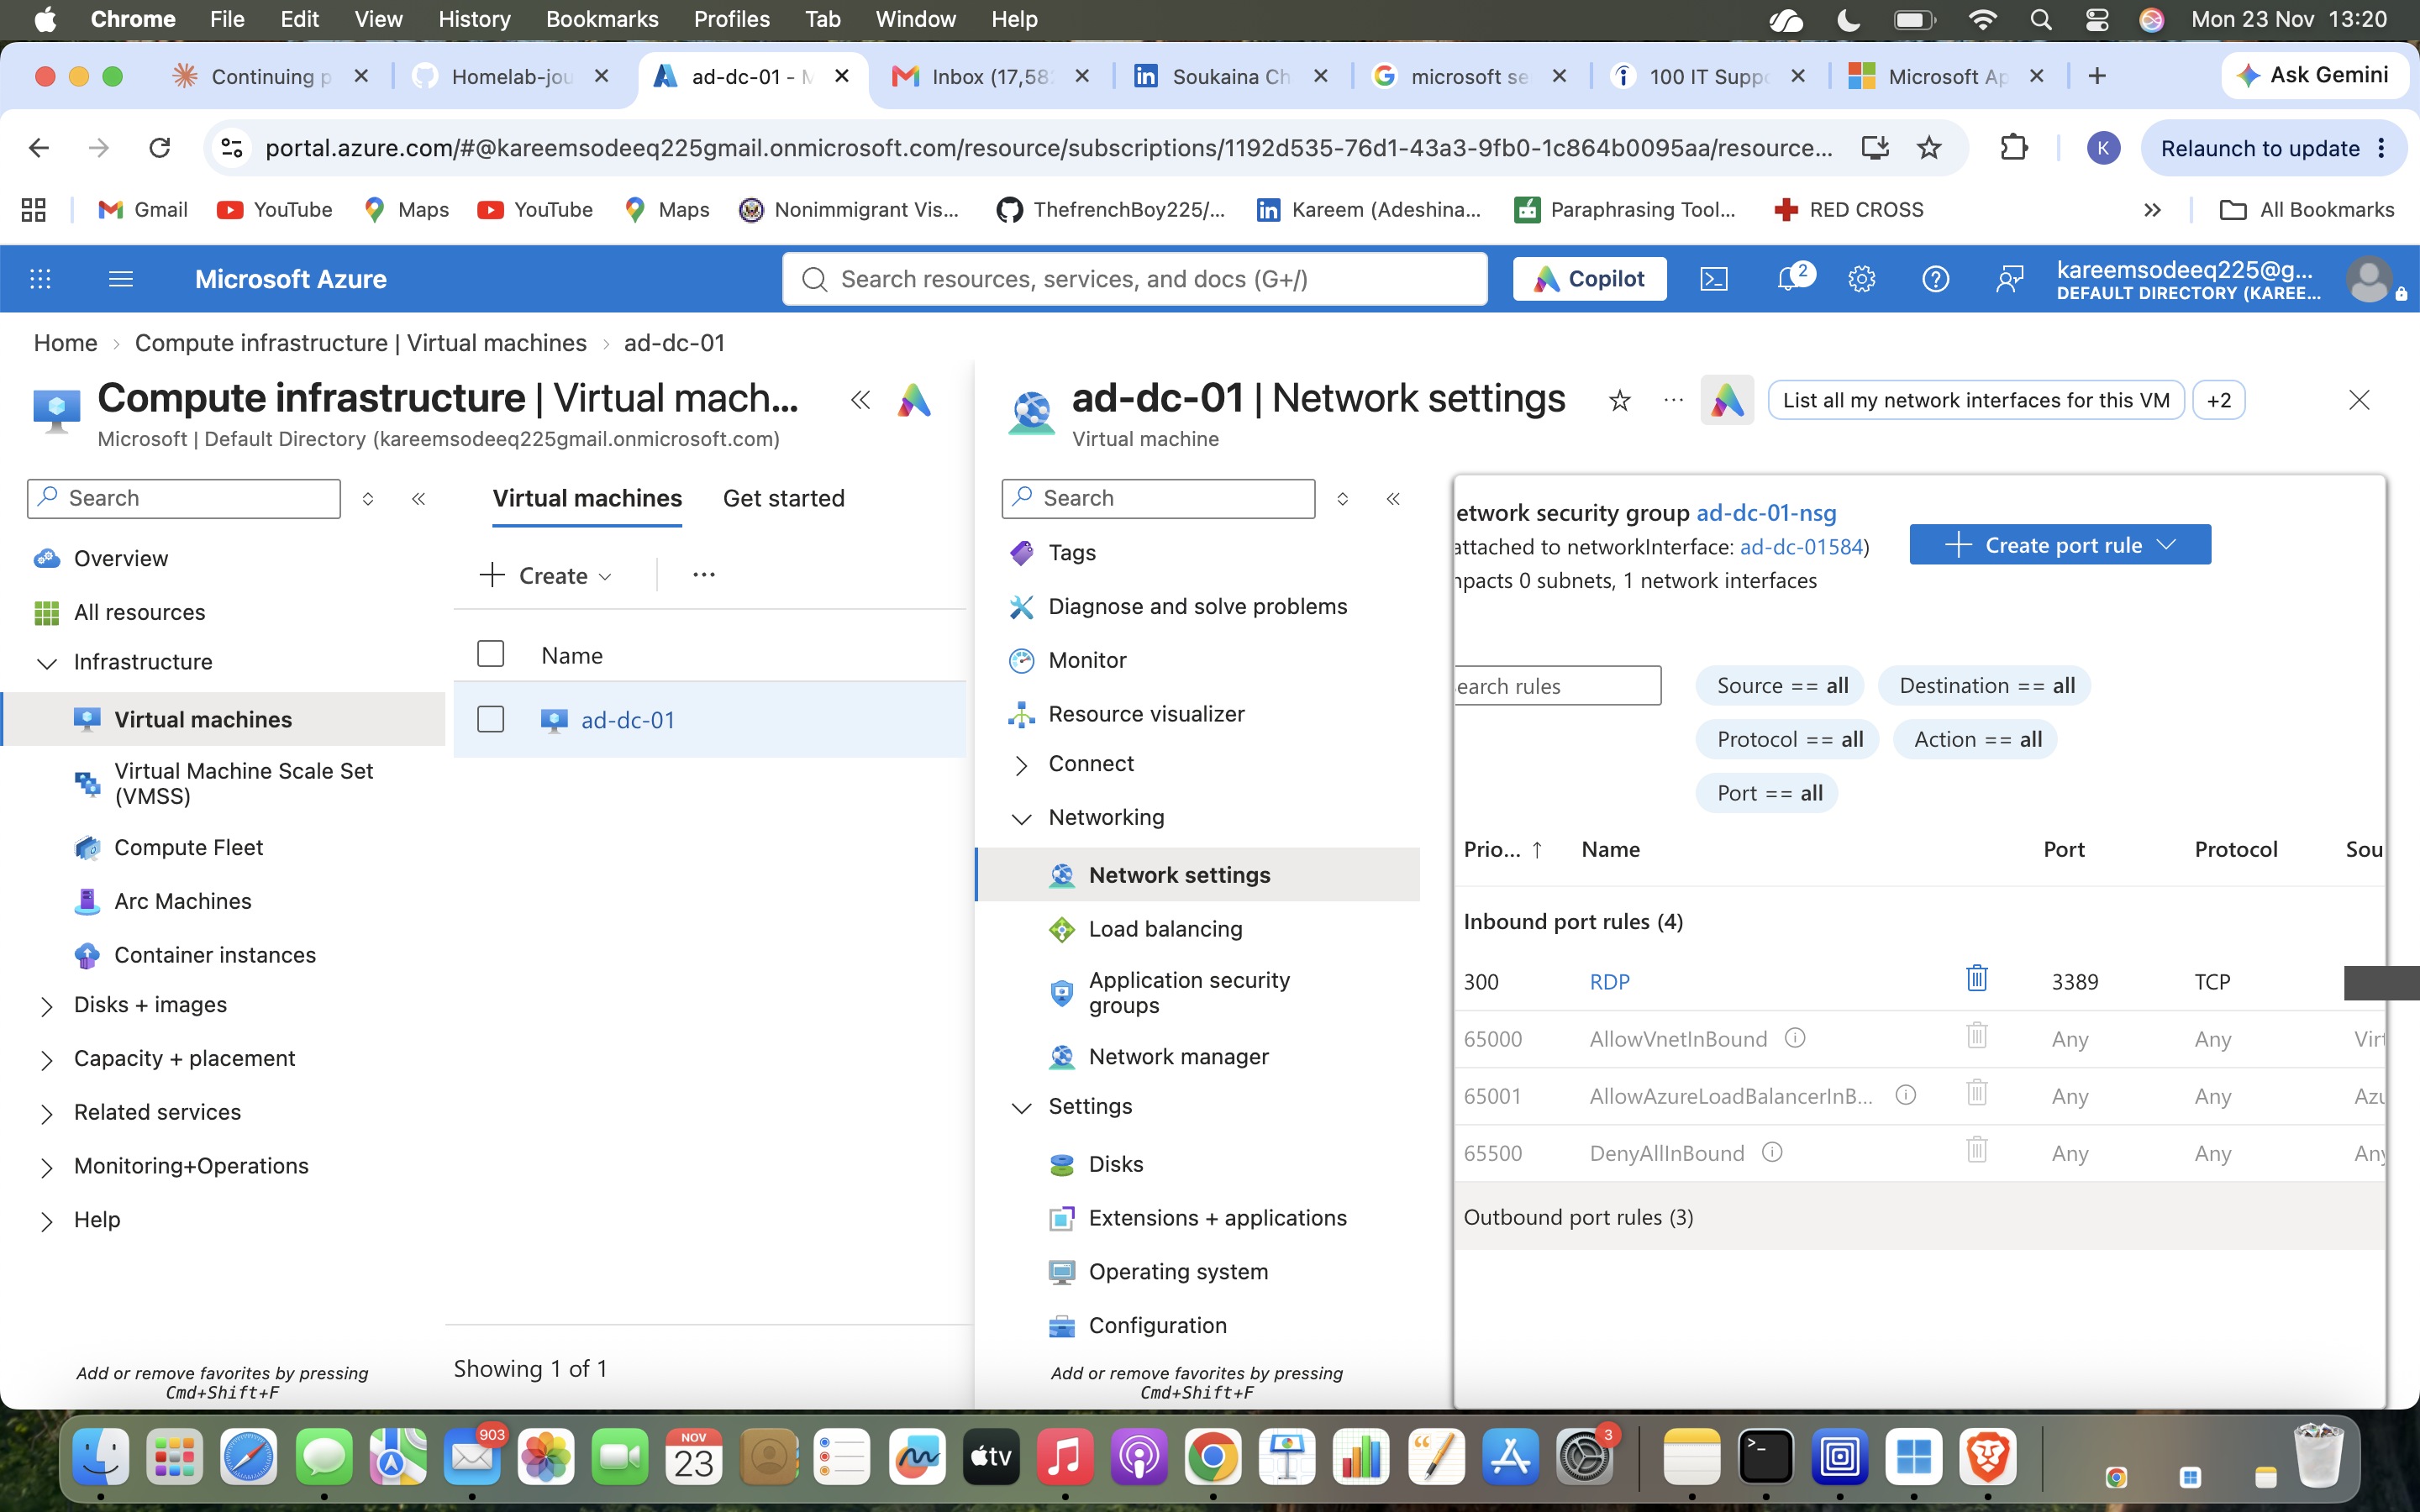 Chrome File Edit View History Bookmarks Profiles Tab Window Help
Mon 23 Nov 13:20
Continuing p
Homelab-jou
ad-dc-01 - M
Inbox (17,58
Soukaina Ch
microsoft se
100 IT Suppo
Microsoft Ap
Ask Gemini
portal.azure.com/#@kareemsodeeq225gmail.onmicrosoft.com/resource/subscriptions/1192d535-76d1-43a3-9fb0-1c864b0095aa/resource...
K
Relaunch to update
Gmail
YouTube
Maps
YouTube
Maps
Nonimmigrant Vis...
ThefrenchBoy225/...
Kareem (Adeshina...
Paraphrasing Tool...
RED CROSS
All Bookmarks
Microsoft Azure
Search resources, services, and docs (G+/)
Copilot
2
kareemsodeeq225@g...
DEFAULT DIRECTORY (KAREE...
Home > Compute infrastructure | Virtual machines > ad-dc-01
Compute infrastructure | Virtual mach...
Microsoft | Default Directory (kareemsodeeq225gmail.onmicrosoft.com)
Search
Overview
All resources
Infrastructure
Virtual machines
Virtual Machine Scale Set
(VMSS)
Compute Fleet
Arc Machines
Container instances
Disks + images
Capacity + placement
Related services
Monitoring+Operations
Help
Add or remove favorites by pressing
Cmd+Shift+F
Virtual machines
Get started
+ Create
...
Name
ad-dc-01
Showing 1 of 1
ad-dc-01 | Network settings
Virtual machine
...
List all my network interfaces for this VM
+2
Search
Tags
Diagnose and solve problems
Monitor
Resource visualizer
Connect
Networking
Network settings
Load balancing
Application security
groups
Network manager
Settings
Disks
Extensions + applications
Operating system
Configuration
Add or remove favorites by pressing
Cmd+Shift+F
etwork security group ad-dc-01-nsg
attached to networkInterface: ad-dc-01584)
mpacts 0 subnets, 1 network interfaces
+ Create port rule
earch rules
Source == all
Destination == all
Protocol == all
Action == all
Port == all
Prio... ↑ Name Port Protocol Sou
Inbound port rules (4)
300 RDP 3389 TCP
65000 AllowVnetInBound Any Any Virt
65001 AllowAzureLoadBalancerInB... Any Any Azu
65500 DenyAllInBound Any Any Any
Outbound port rules (3)
903
NOV
23
tv
3